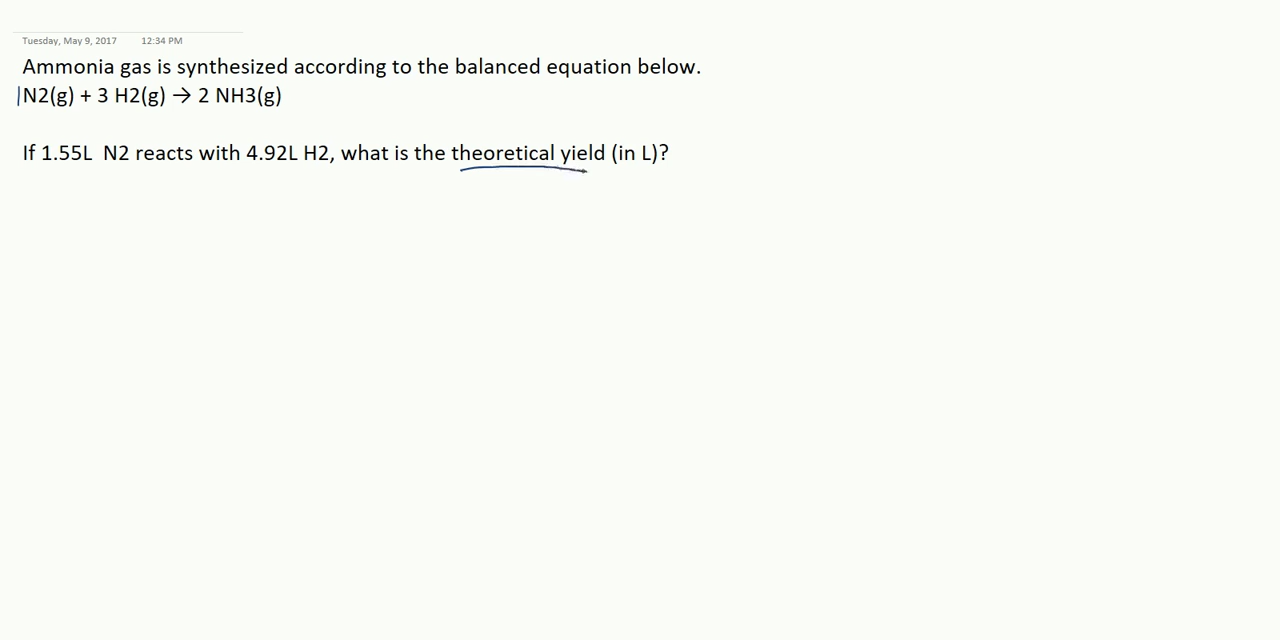 Tuesday, May 9, 2017 12:34 PM
Ammonia gas is synthesized according to the balanced equation below.
|N2(g) + 3 H2(g) → 2 NH3(g)
If 1.55L N2 reacts with 4.92L H2, what is the theoretical yield (in L)?